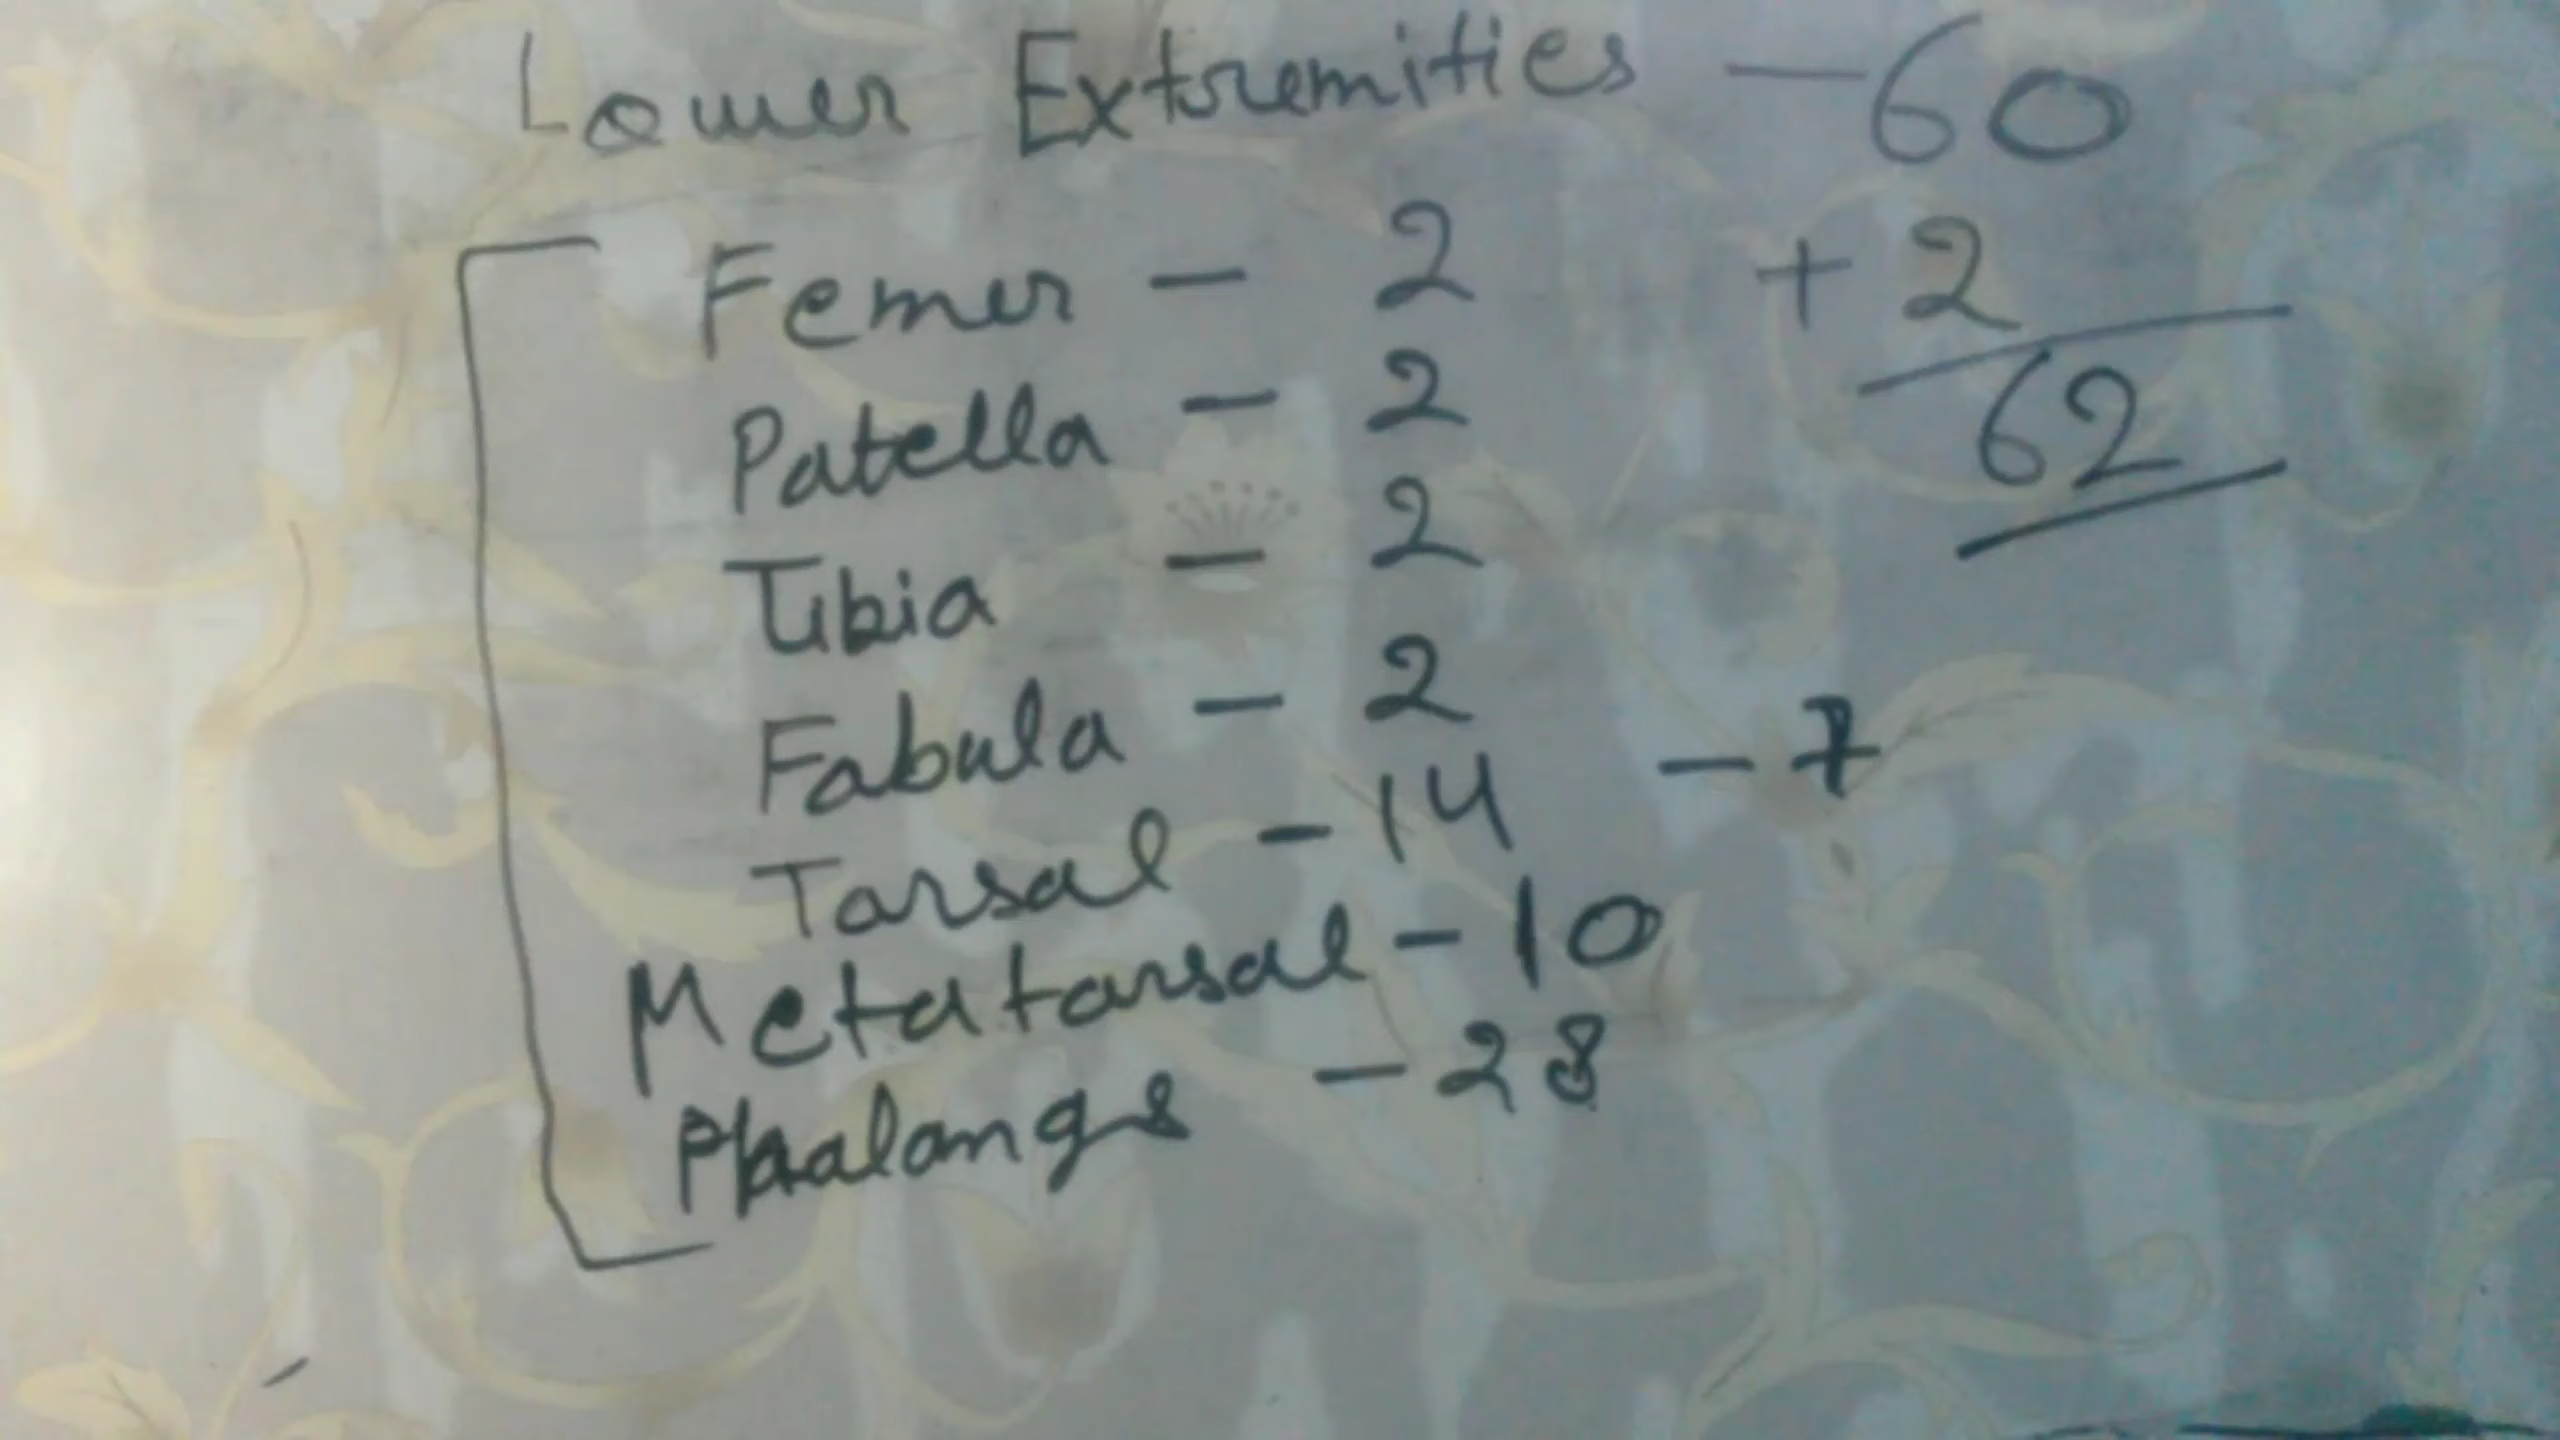 Lower Extremities - 60
+ 2
62
Femer - 2
Patella - 2
Tibia - 2
Fabula - 2
Tarsal - 14 - 7
Metatarsal - 10
Phalangs - 28